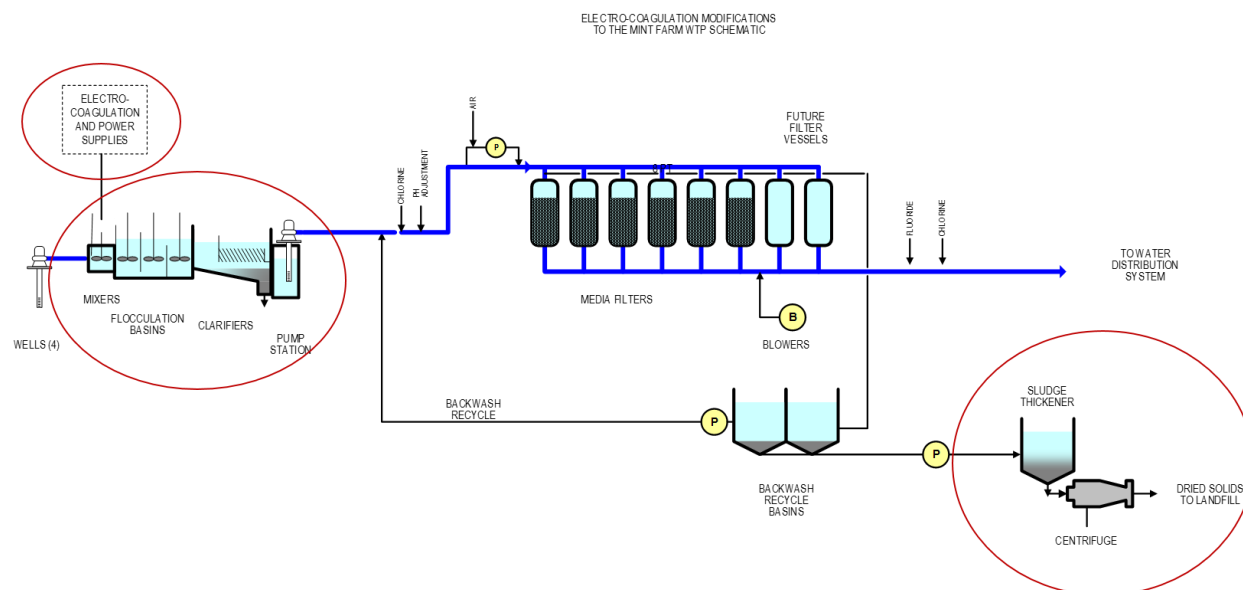 ELECTRO-COAGULATION MODIFICATIONS
TO THE MINT FARM WTP SCHEMATIC
ELECTRO-
COAGULATION
AND POWER
SUPPLIES
AIR
P
FUTURE
FILTER
VESSELS
CHLORINE
PH
ADJUSTMENT
FLUORIDE
CHLORINE
TO WATER
DISTRIBUTION
SYSTEM
MIXERS
FLOCCULATION
BASINS
CLARIFIERS
PUMP
STATION
WELLS (4)
MEDIA FILTERS
B
BLOWERS
BACKWASH
RECYCLE
P
P
BACKWASH
RECYCLE
BASINS
SLUDGE
THICKENER
DRIED SOLIDS
TO LANDFILL
CENTRIFUGE